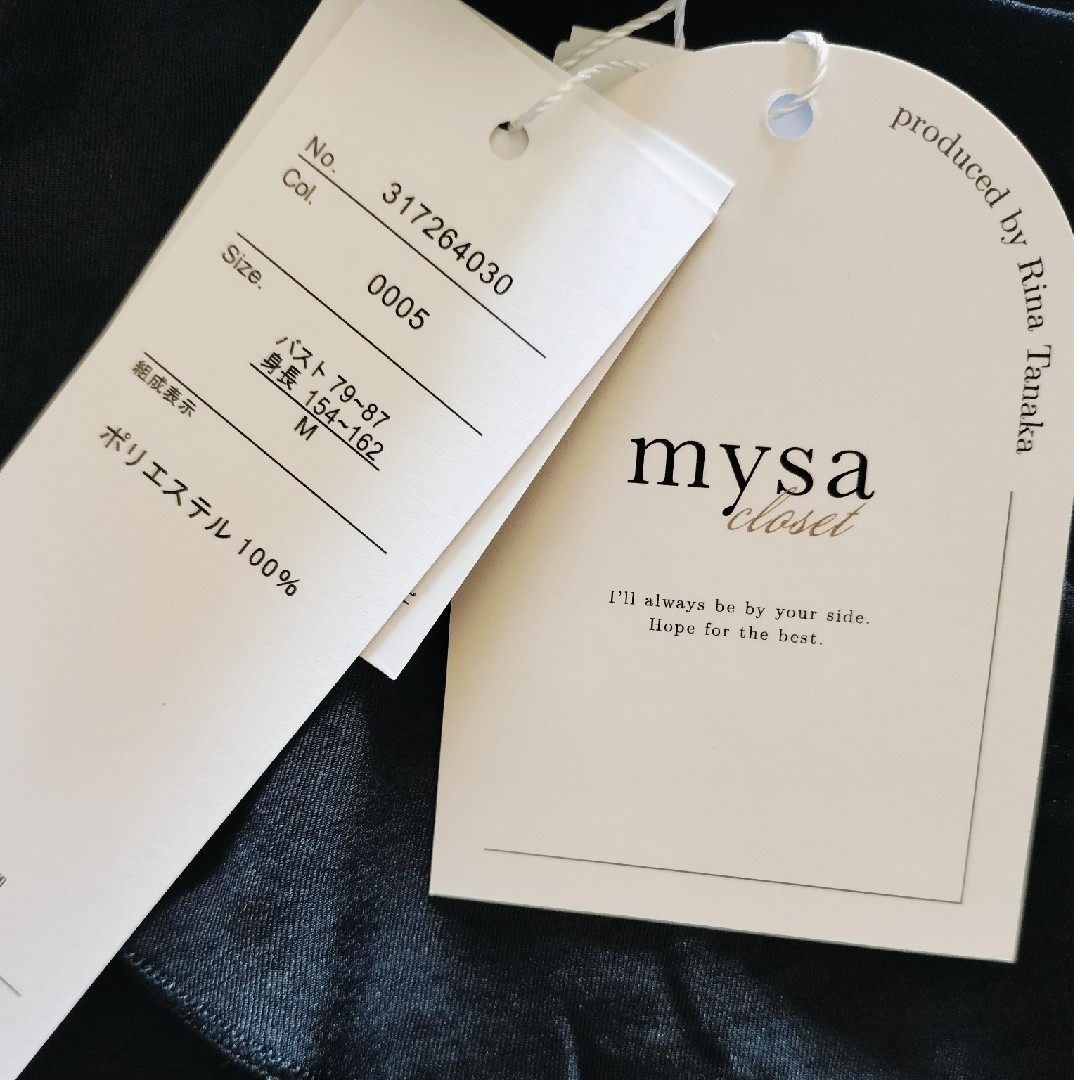 No. 317264030
Col. 0005
Size. バスト 79~87
身長 154~162
M
組成表示
ポリエステル 100%
produced by Rina Tanaka
mysa
closet
I'll always be by your side.
Hope for the best.